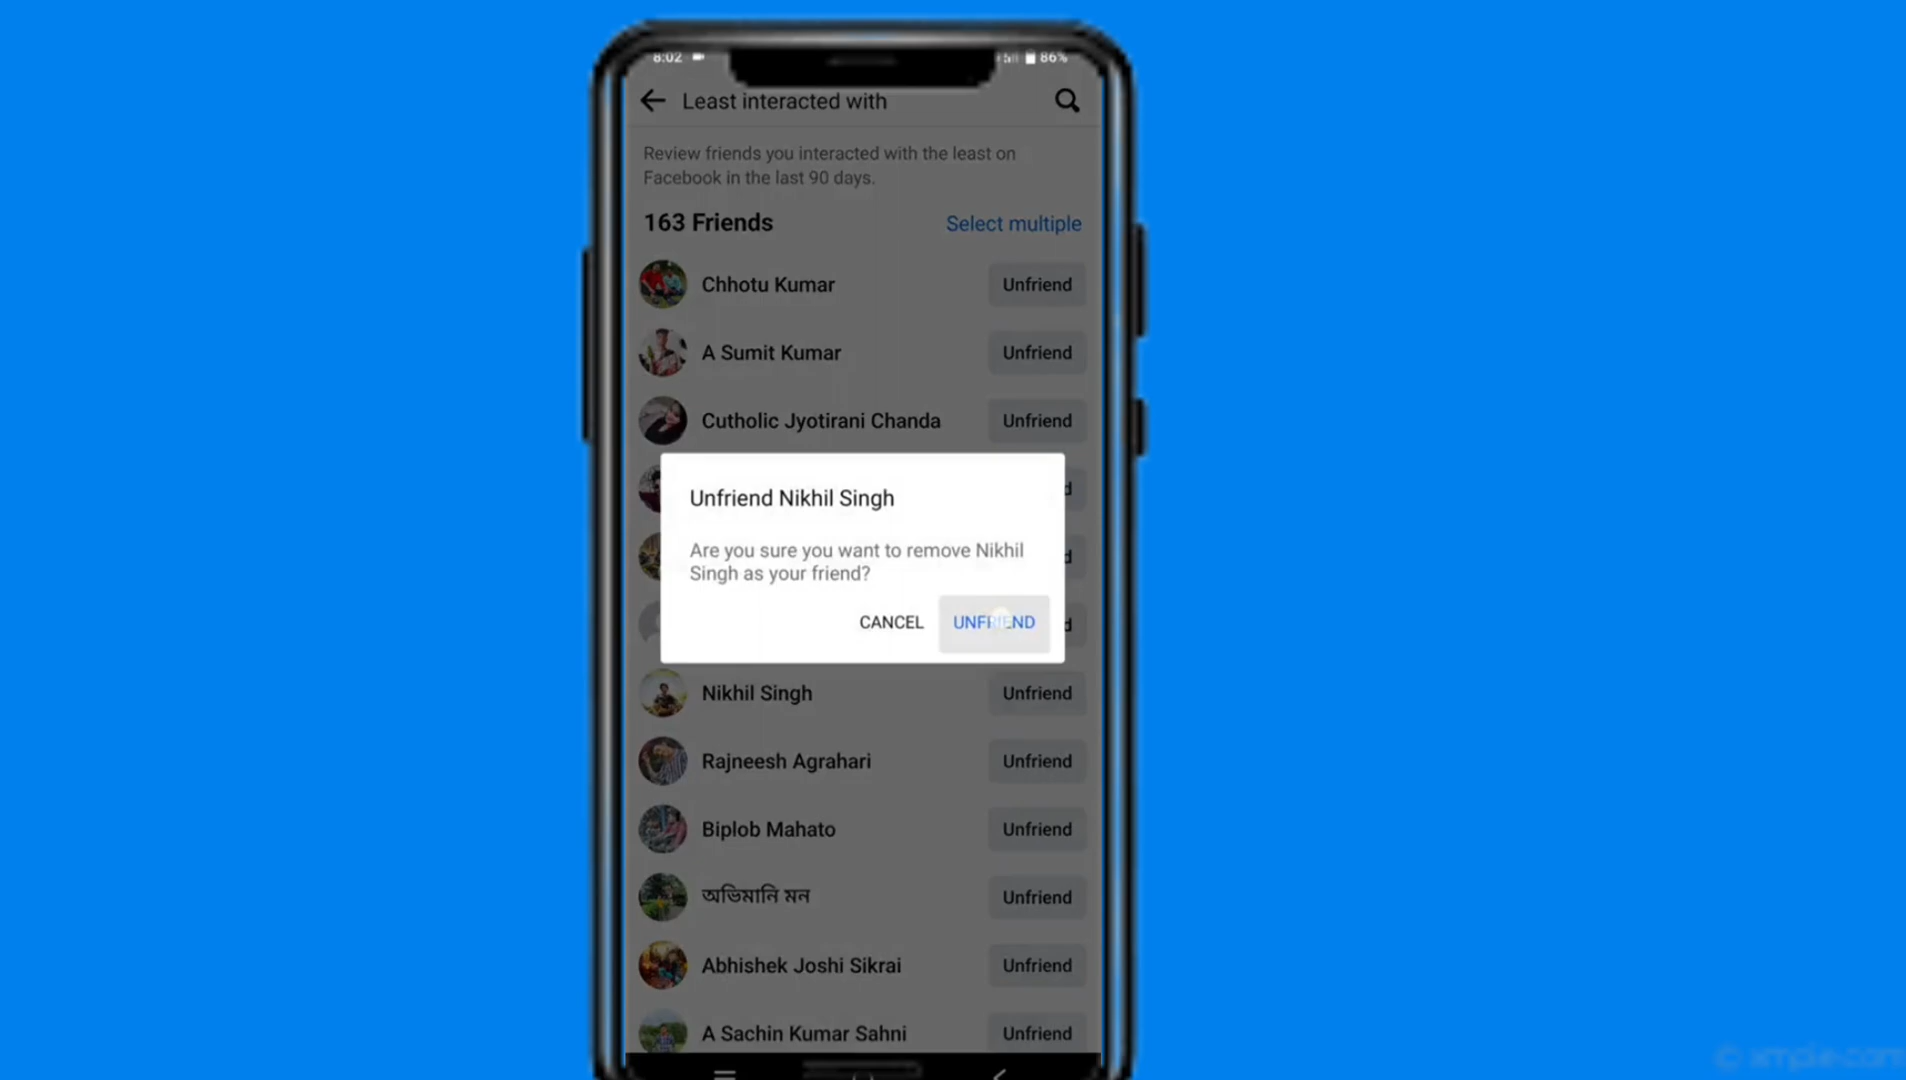 8:02
86%
Least interacted with
Review friends you interacted with the least on
Facebook in the last 90 days.
163 Friends
Select multiple
Chhotu Kumar
Unfriend
A Sumit Kumar
Unfriend
Cutholic Jyotirani Chanda
Unfriend
d
Unfriend Nikhil Singh
Are you sure you want to remove Nikhil
Singh as your friend?
d
CANCEL
UNFRIEND
d
Nikhil Singh
Unfriend
Rajneesh Agrahari
Unfriend
Biplob Mahato
Unfriend
অভিমানি মন
Unfriend
Abhishek Joshi Sikrai
Unfriend
A Sachin Kumar Sahni
Unfriend